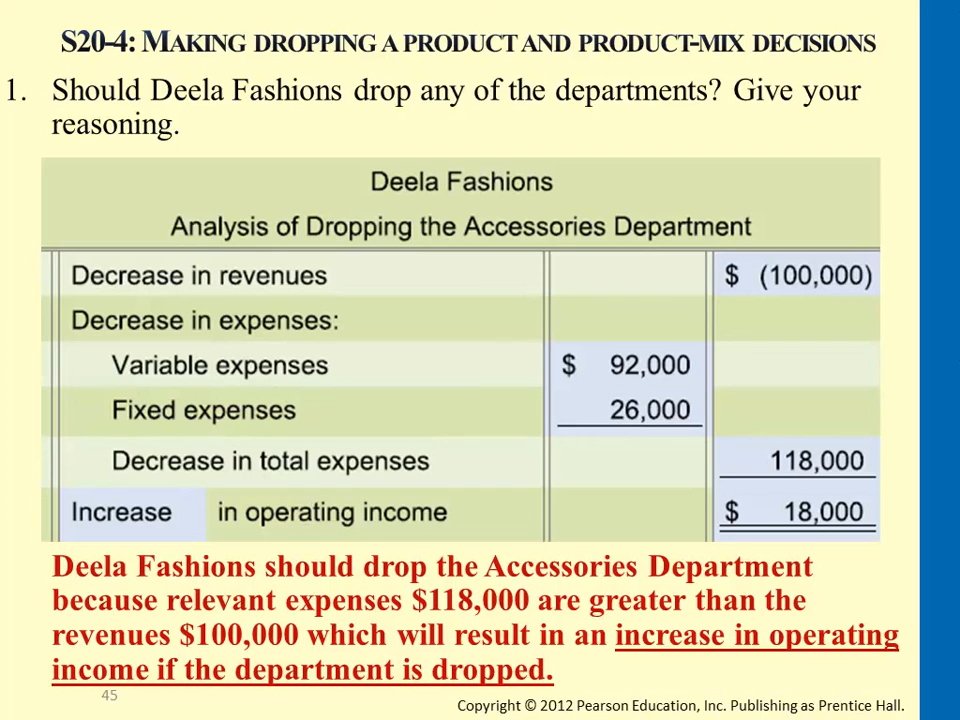 S20-4: MAKING DROPPING A PRODUCT AND PRODUCT-MIX DECISIONS
1. Should Deela Fashions drop any of the departments? Give your
reasoning.
Deela Fashions
Analysis of Dropping the Accessories Department
Decrease in revenues $ (100,000)
Decrease in expenses:
Variable expenses $ 92,000
Fixed expenses 26,000
Decrease in total expenses 118,000
Increase in operating income $ 18,000
Deela Fashions should drop the Accessories Department
because relevant expenses $118,000 are greater than the
revenues $100,000 which will result in an increase in operating
income if the department is dropped.
45
Copyright © 2012 Pearson Education, Inc. Publishing as Prentice Hall.